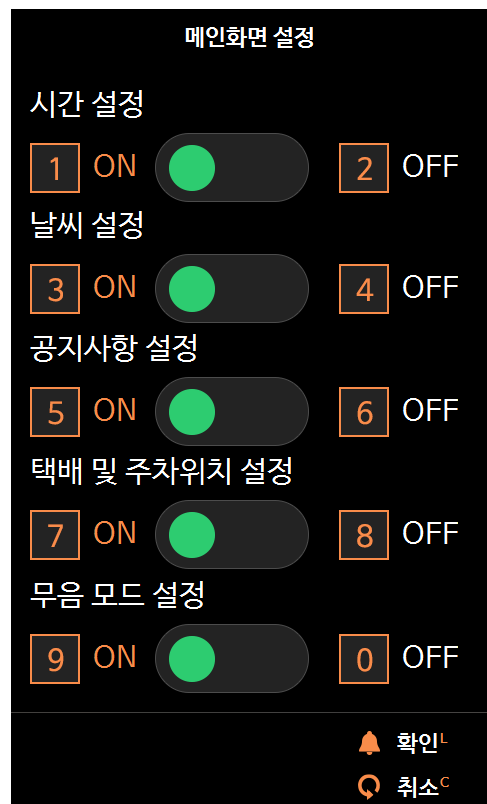 메인화면 설정
시간 설정
1 ON 2 OFF
날씨 설정
3 ON 4 OFF
공지사항 설정
5 ON 6 OFF
택배 및 주차위치 설정
7 ON 8 OFF
무음 모드 설정
9 ON 0 OFF
확인L
취소C